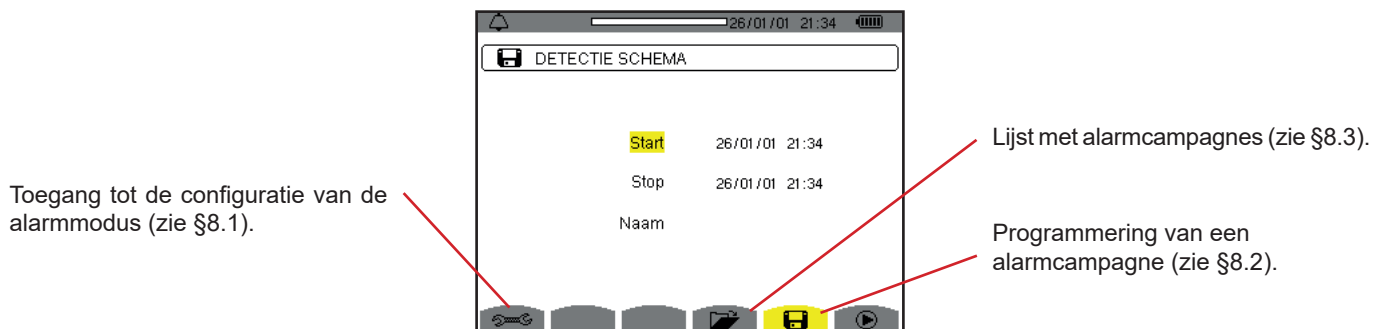 26/01/01 21:34
DETECTIE SCHEMA
Start 26/01/01 21:34
Stop 26/01/01 21:34
Naam
Toegang tot de configuratie van de
alarmmodus (zie §8.1).
Lijst met alarmcampagnes (zie §8.3).
Programmering van een
alarmcampagne (zie §8.2).